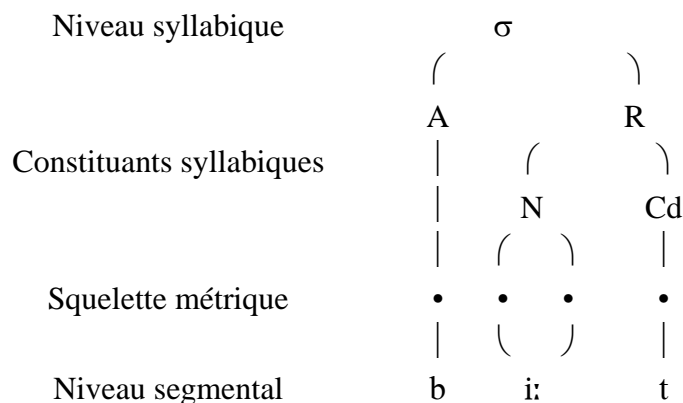 Niveau syllabique σ
A R
Constituants syllabiques
N Cd
Squelette métrique • • • •
Niveau segmental b iː t